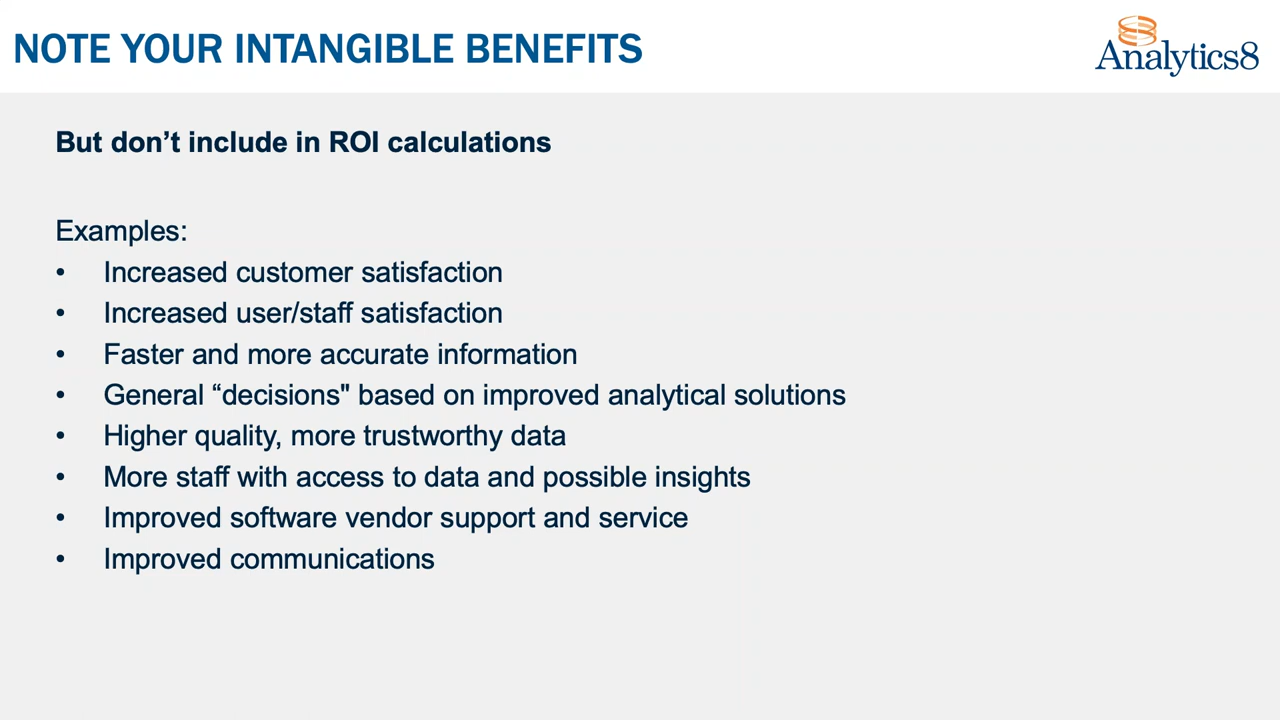 NOTE YOUR INTANGIBLE BENEFITS
Analytics8
But don’t include in ROI calculations
Examples:
• Increased customer satisfaction
• Increased user/staff satisfaction
• Faster and more accurate information
• General “decisions" based on improved analytical solutions
• Higher quality, more trustworthy data
• More staff with access to data and possible insights
• Improved software vendor support and service
• Improved communications